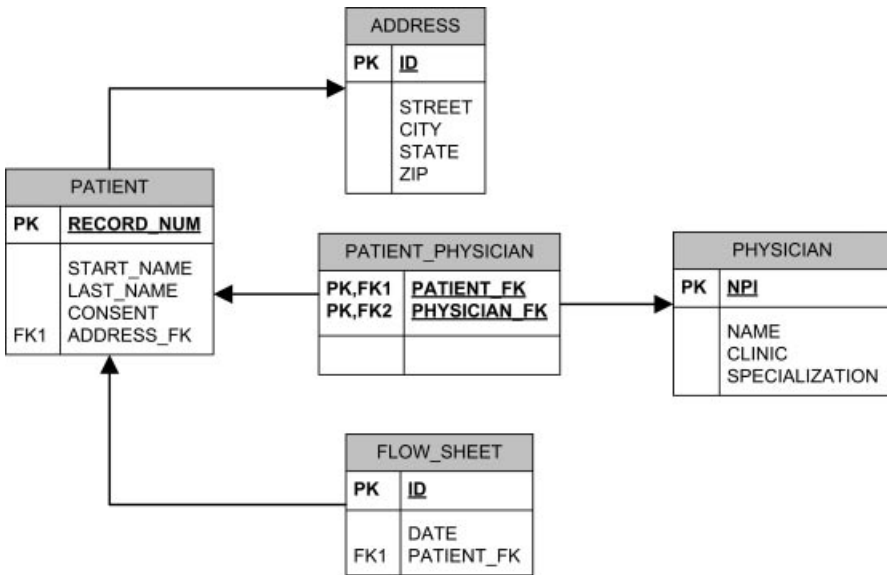 ADDRESS
PK ID
STREET
CITY
STATE
ZIP
PATIENT
PK RECORD_NUM
START_NAME
LAST_NAME
CONSENT
FK1 ADDRESS_FK
PATIENT_PHYSICIAN
PK,FK1 PATIENT_FK
PK,FK2 PHYSICIAN_FK
PHYSICIAN
PK NPI
NAME
CLINIC
SPECIALIZATION
FLOW_SHEET
PK ID
DATE
FK1 PATIENT_FK